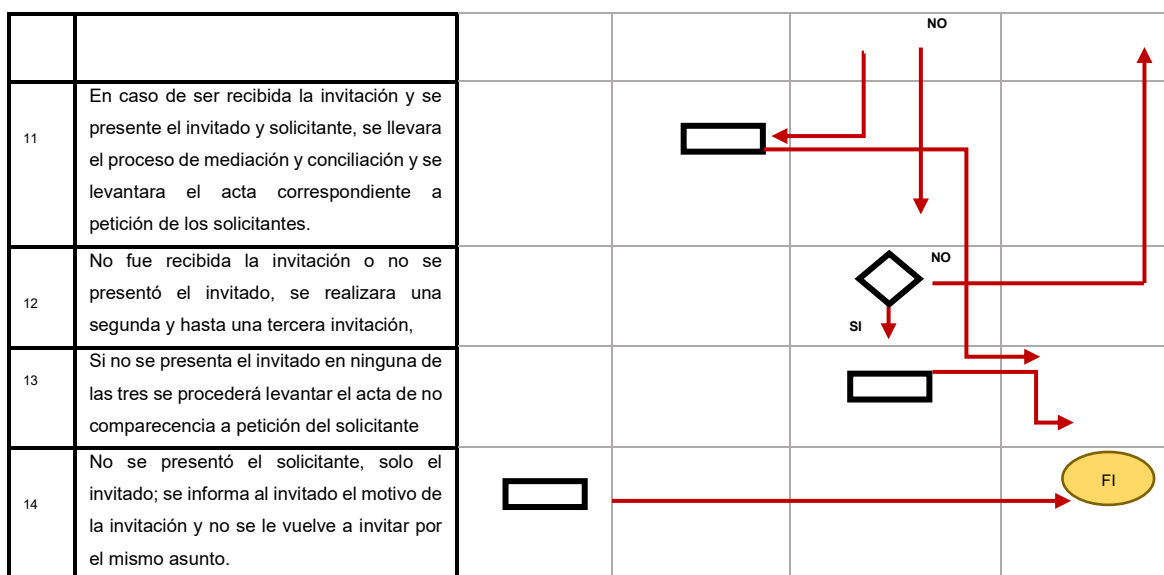 NO
11
En caso de ser recibida la invitación y se
presente el invitado y solicitante, se llevara
el proceso de mediación y conciliación y se
levantara el acta correspondiente a
petición de los solicitantes.
12
No fue recibida la invitación o no se
presentó el invitado, se realizara una
segunda y hasta una tercera invitación,
NO
SI
13
Si no se presenta el invitado en ninguna de
las tres se procederá levantar el acta de no
comparecencia a petición del solicitante
14
No se presentó el solicitante, solo el
invitado; se informa al invitado el motivo de
la invitación y no se le vuelve a invitar por
el mismo asunto.
FI